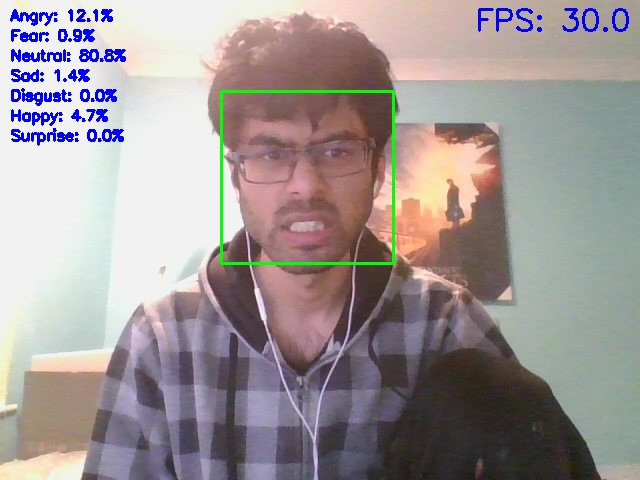 Angry: 12.1%
Fear: 0.9%
Neutral: 80.8%
Sad: 1.4%
Disgust: 0.0%
Happy: 4.7%
Surprise: 0.0%
FPS: 30.0